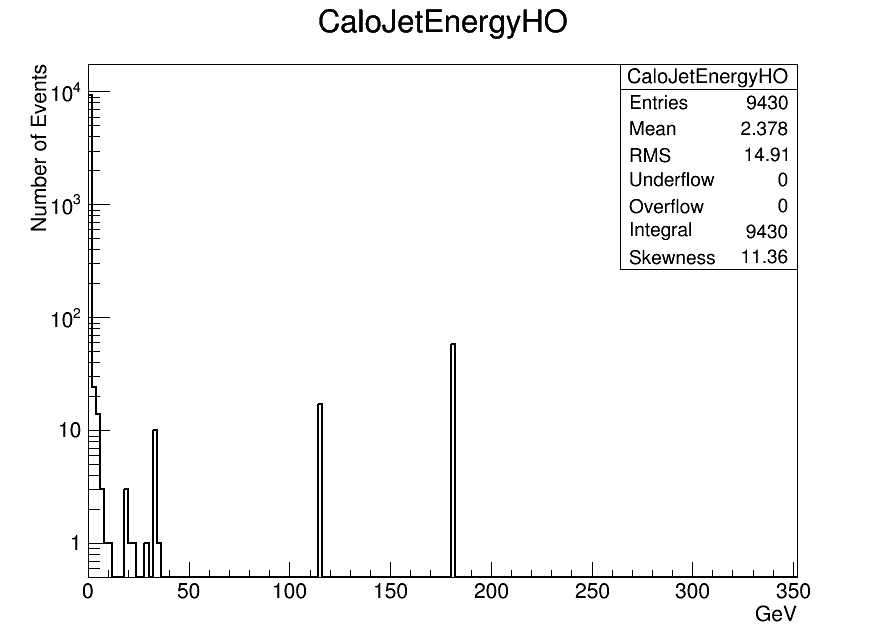 CaloJetEnergyHO
Number of Events
CaloJetEnergyHO
Entries 9430
Mean 2.378
RMS 14.91
Underflow 0
Overflow 0
Integral 9430
Skewness 11.36
10⁴
10³
10²
10
1
0 50 100 150 200 250 300 350
GeV